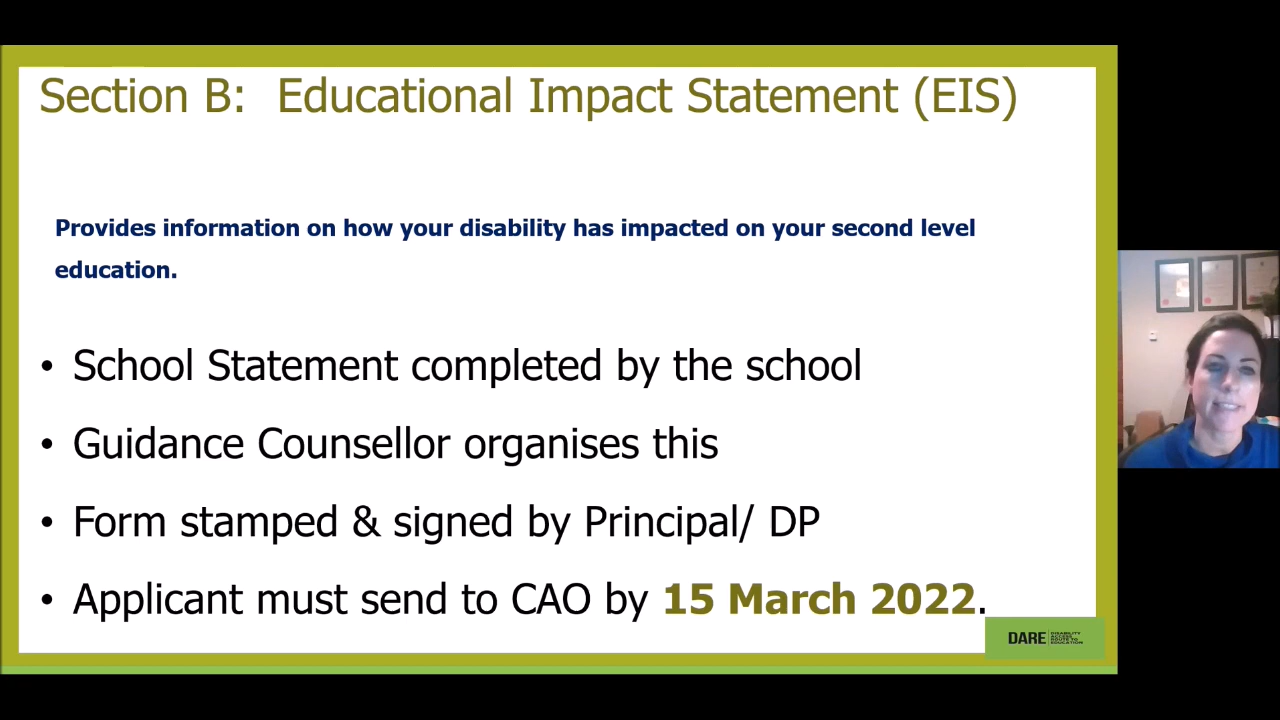 Section B: Educational Impact Statement (EIS)
Provides information on how your disability has impacted on your second level
education.
• School Statement completed by the school
• Guidance Counsellor organises this
• Form stamped & signed by Principal/ DP
• Applicant must send to CAO by 15 March 2022.
DARE
DISABILITY
ACCESS
ROUTE TO
EDUCATION